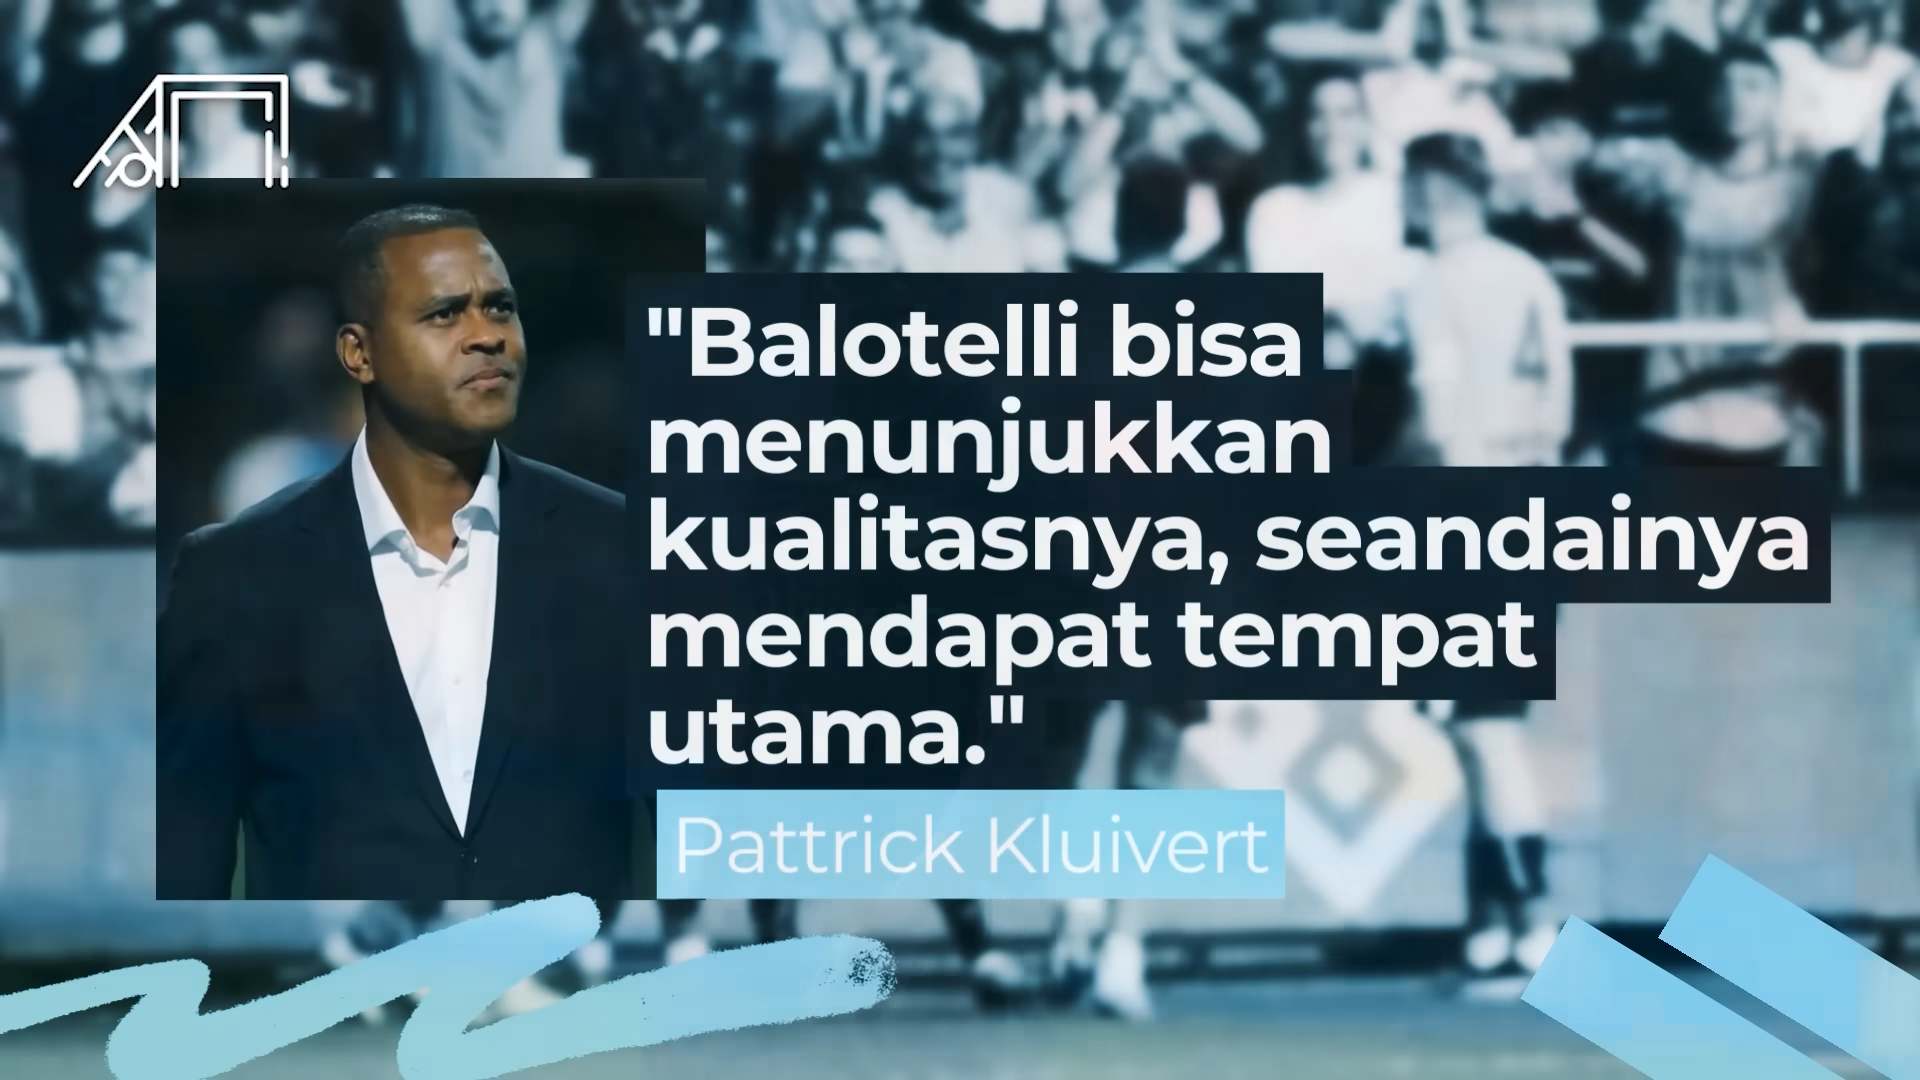 "Balotelli bisa
menunjukkan
kualitasnya, seandainya
mendapat tempat
utama."
Pattrick Kluivert